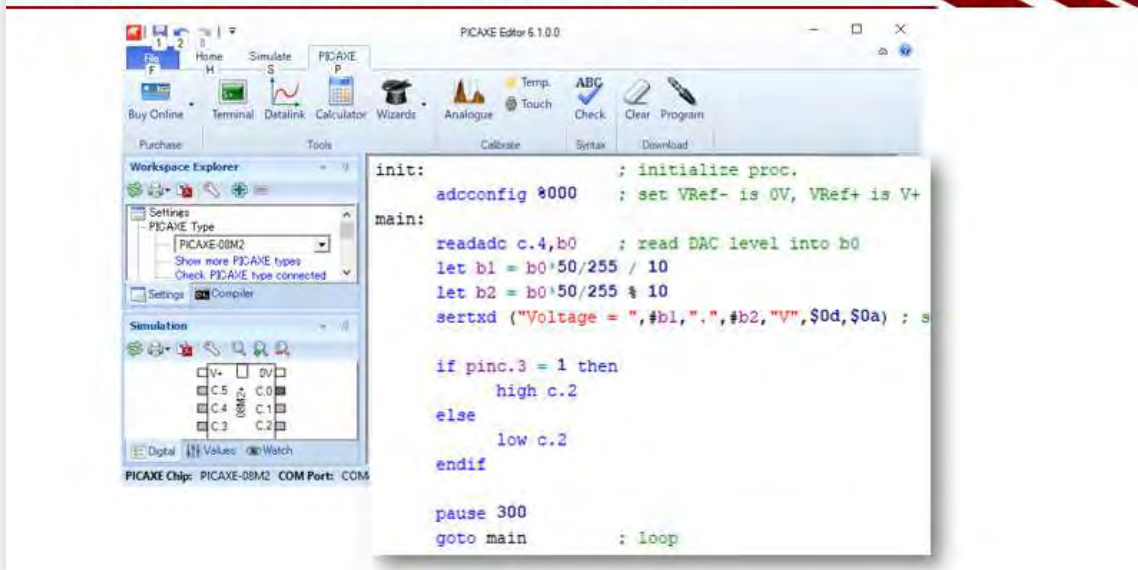 PICAXE Editor 6.1.0.0
1 2 3
File Home Simulate PICAXE
F H S P
Buy Online Terminal Datalink Calculator Wizards Analogue Temp. Touch ABC Check Clear Program
Purchase Tools Calibrate Syntax Download
Workspace Explorer
Settings
PICAXE Type
PICAXE-08M2
Show more PICAXE types
Check PICAXE type connected
Settings Compiler
Simulation
V+ 0V
C.5 C.0
C.4 C.1
C.3 C.2
08M2+
Digital Values Watch
PICAXE Chip: PICAXE-08M2 COM Port: COM
init: ; initialize proc.
adcconfig %000 ; set VRef- is 0V, VRef+ is V+
main:
readadc c.4,b0 ; read DAC level into b0
let b1 = b0*50/255 / 10
let b2 = b0*50/255 % 10
sertxd ("Voltage = ",#b1,".",#b2,"V",$0d,$0a) ; s
if pinc.3 = 1 then
high c.2
else
low c.2
endif
pause 300
goto main ; loop